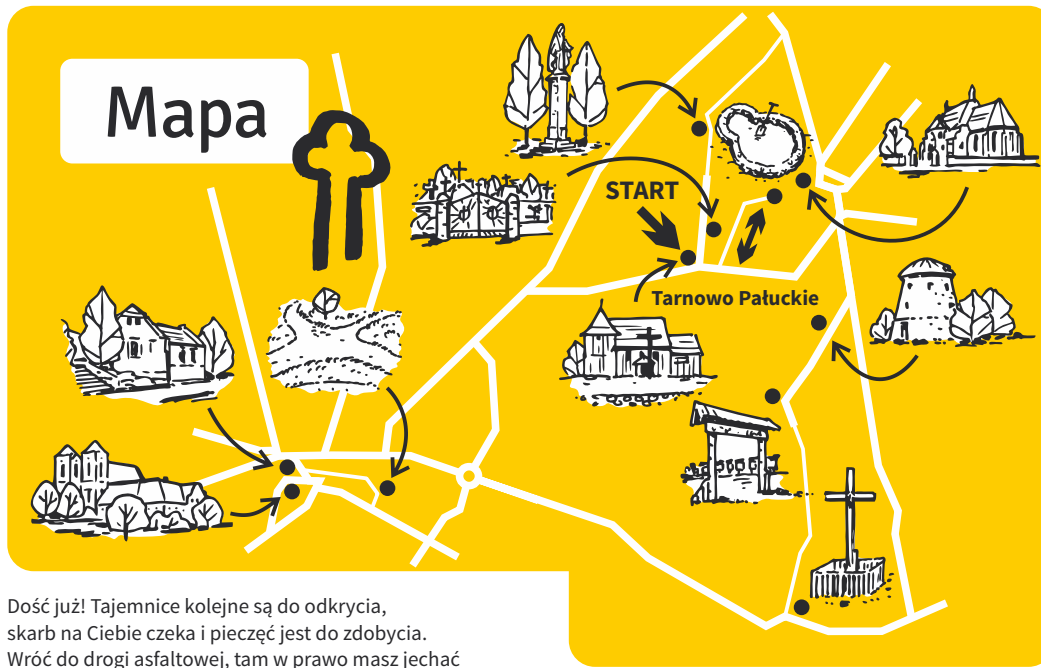 Mapa
START
Tarnowo Pałuckie
Dość już! Tajemnice kolejne są do odkrycia,
skarb na Ciebie czeka i pieczęć jest do zdobycia.
Wróć do drogi asfaltowej, tam w prawo masz jechać